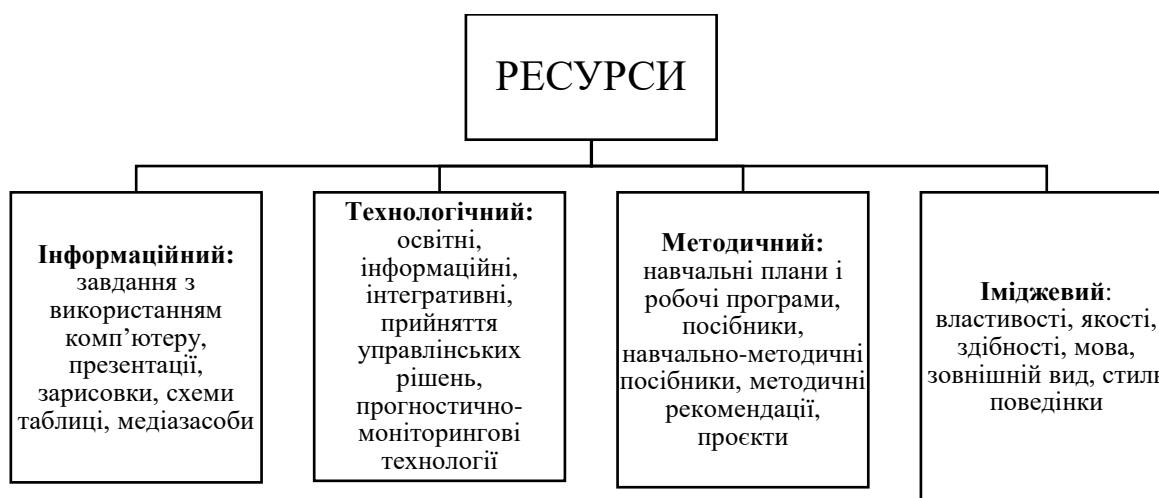 РЕСУРСИ
Інформаційний:
завдання з
використанням
комп’ютеру,
презентації,
зарисовки, схеми
таблиці, медіазасоби
Технологічний:
освітні,
інформаційні,
інтегративні,
прийняття
управлінських
рішень,
прогностично-
моніторингові
технології
Методичний:
навчальні плани і
робочі програми,
посібники,
навчально-методичні
посібники, методичні
рекомендації,
проєкти
Іміджевий:
властивості, якості,
здібності, мова,
зовнішній вид, стиль
поведінки